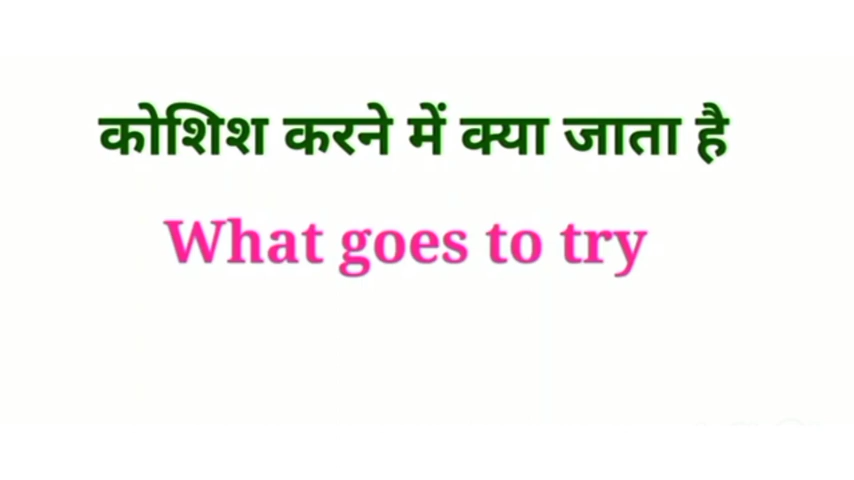 कोशिश करने में क्या जाता है
What goes to try